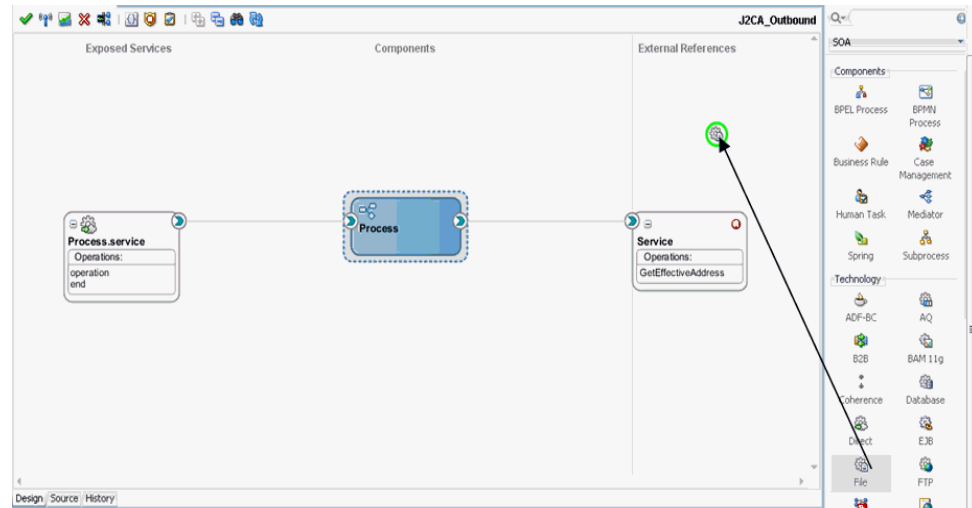 J2CA_Outbound
Exposed Services
Components
External References
Process.service
Operations:
operation
end
Process
Service
Operations:
GetEffectiveAddress
SOA
Components
BPEL Process
BPMN
Process
Business Rule
Case
Management
Human Task
Mediator
Spring
Subprocess
Technology
ADF-BC
AQ
B2B
BAM 11g
Coherence
Database
Direct
EJB
File
FTP
Design
Source
History